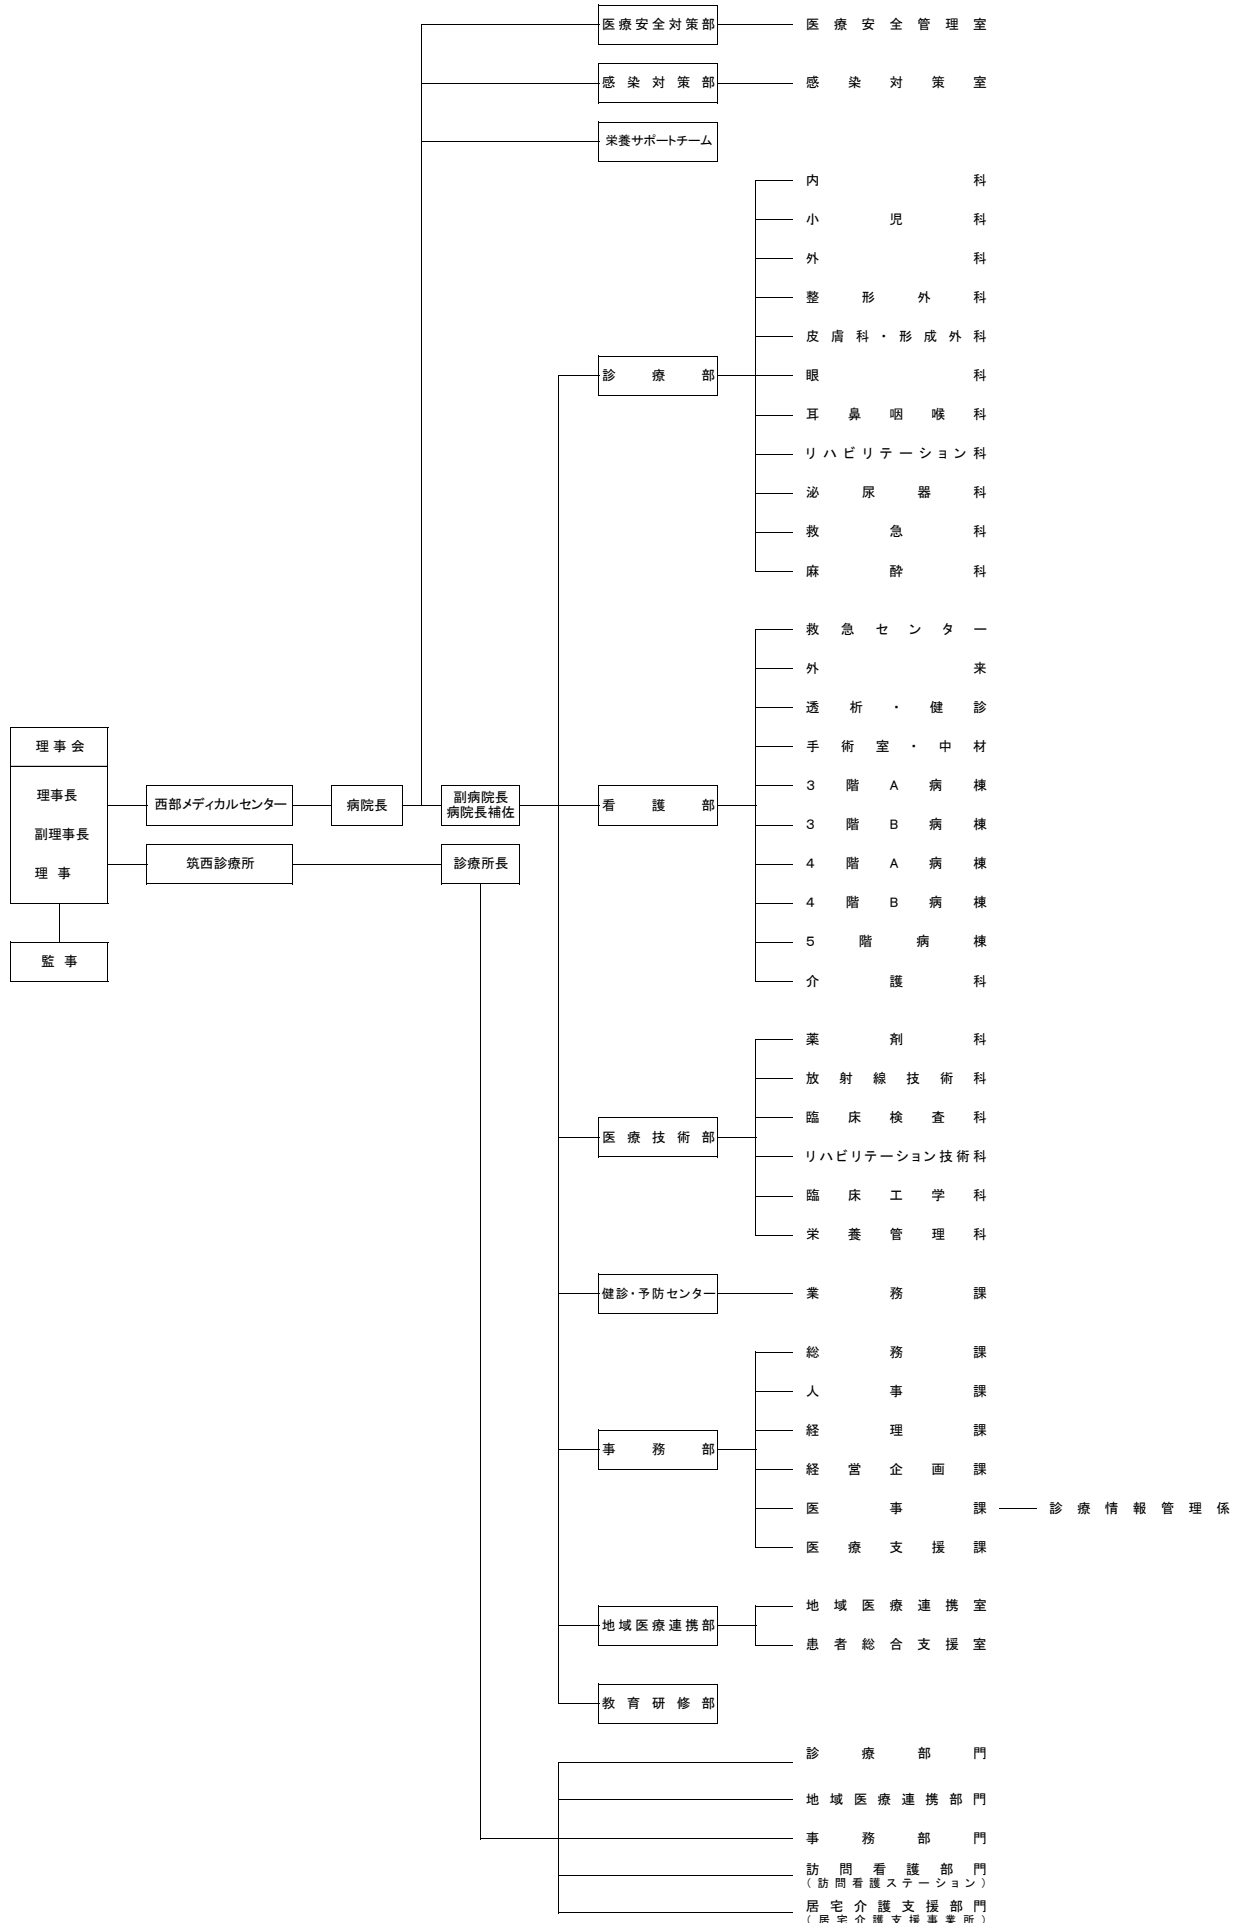 医療安全対策部 医療安全管理室
感染対策部 感染対策室
栄養サポートチーム
内科
小児科
外科
整形外科
皮膚科・形成外科
診療部 眼科
耳鼻咽喉科
リハビリテーション科
泌尿器科
救急科
麻酔科
救急センター
外来
透析・健診
手術室・中材
理事会
理事長
副理事長
理事
監事
西部メディカルセンター 病院長
副病院長
病院長補佐
筑西診療所 診療所長
看護部
3階A病棟
3階B病棟
4階A病棟
4階B病棟
5階病棟
介護科
薬剤科
放射線技術科
臨床検査科
医療技術部
リハビリテーション技術科
臨床工学科
栄養管理科
健診・予防センター 業務課
総務課
人事課
経理課
事務部
経営企画課
医事課 診療情報管理係
医療支援課
地域医療連携部
地域医療連携室
患者総合支援室
教育研修部
診療部門
地域医療連携部門
事務部門
訪問看護部門
(訪問看護ステーション)
居宅介護支援部門
(居宅介護支援事業所)